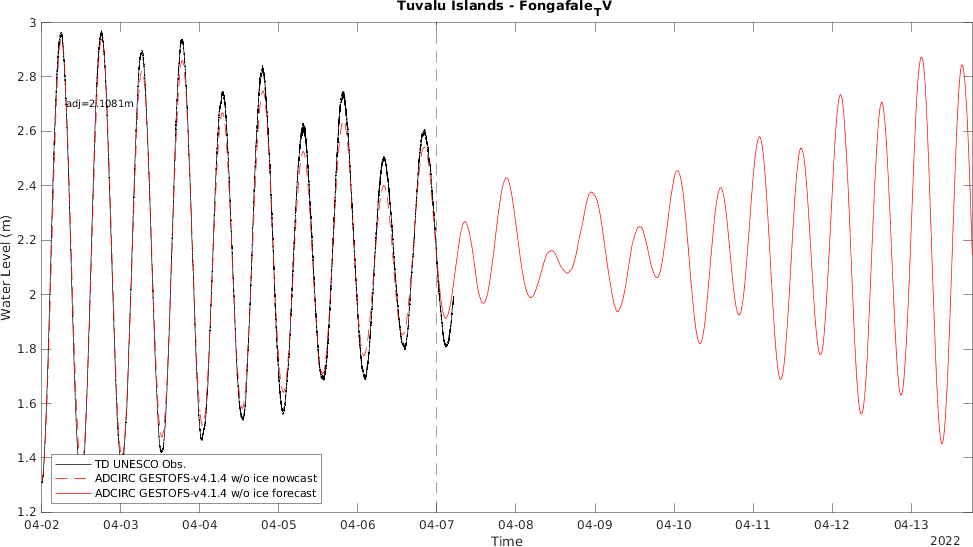 Tuvalu Islands - Fongafale_TV
3
2.8
adj=2.1081m
2.6
2.4
2.2
2
1.8
1.6
1.4
1.2
Water Level (m)
TD UNESCO Obs.
ADCIRC GESTOFS-v4.1.4 w/o ice nowcast
ADCIRC GESTOFS-v4.1.4 w/o ice forecast
04-02 04-03 04-04 04-05 04-06 04-07 04-08 04-09 04-10 04-11 04-12 04-13
Time
2022